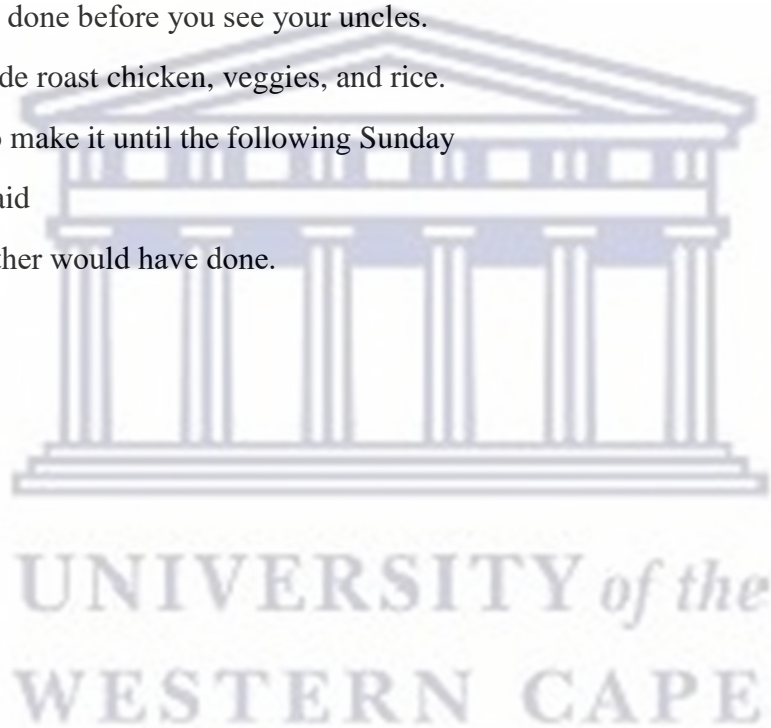 done before you see your uncles.
de roast chicken, veggies, and rice.
make it until the following Sunday
aid
ther would have done.
UNIVERSITY of the
WESTERN CAPE